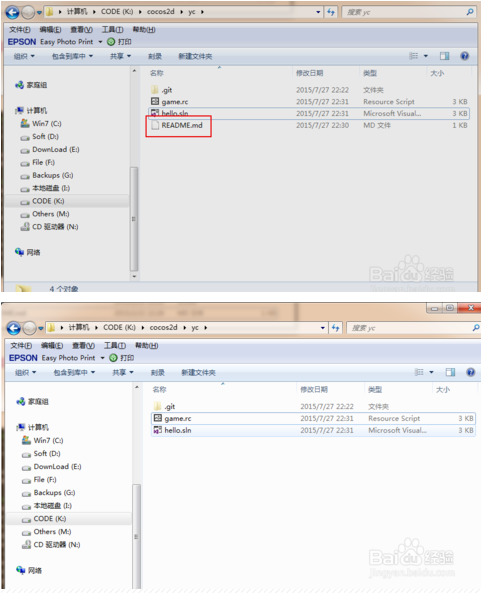 计算机 ▸ CODE (K:) ▸ cocos2d ▸ yc ▸ 搜索 yc
文件(F) 编辑(E) 查看(V) 工具(T) 帮助(H)
EPSON Easy Photo Print 打印
组织 包含到库中 共享 刻录 新建文件夹
名称 修改日期 类型 大小
.git 2015/7/27 22:22 文件夹
game.rc 2015/7/27 22:31 Resource Script 3 KB
hello.sln 2015/7/27 22:31 Microsoft Visual... 3 KB
README.md 2015/7/27 22:30 MD 文件 1 KB
家庭组
计算机
Win7 (C:)
Soft (D:)
DownLoad (E:)
File (F:)
Backups (G:)
本地磁盘 (I:)
CODE (K:)
Others (M:)
CD 驱动器 (N:)
网络
4 个对象
Baidu 经验
jingyan.baidu.com
计算机 ▸ CODE (K:) ▸ cocos2d ▸ yc ▸ 搜索 yc
文件(F) 编辑(E) 查看(V) 工具(T) 帮助(H)
EPSON Easy Photo Print 打印
组织 包含到库中 共享 刻录 新建文件夹
名称 修改日期 类型 大小
.git 2015/7/27 22:22 文件夹
game.rc 2015/7/27 22:31 Resource Script 3 KB
hello.sln 2015/7/27 22:31 Microsoft Visual... 3 KB
家庭组
计算机
Win7 (C:)
Soft (D:)
DownLoad (E:)
File (F:)
Backups (G:)
本地磁盘 (I:)
CODE (K:)
Others (M:)
CD 驱动器 (N:)
网络
Baidu 经验
jingyan.baidu.com